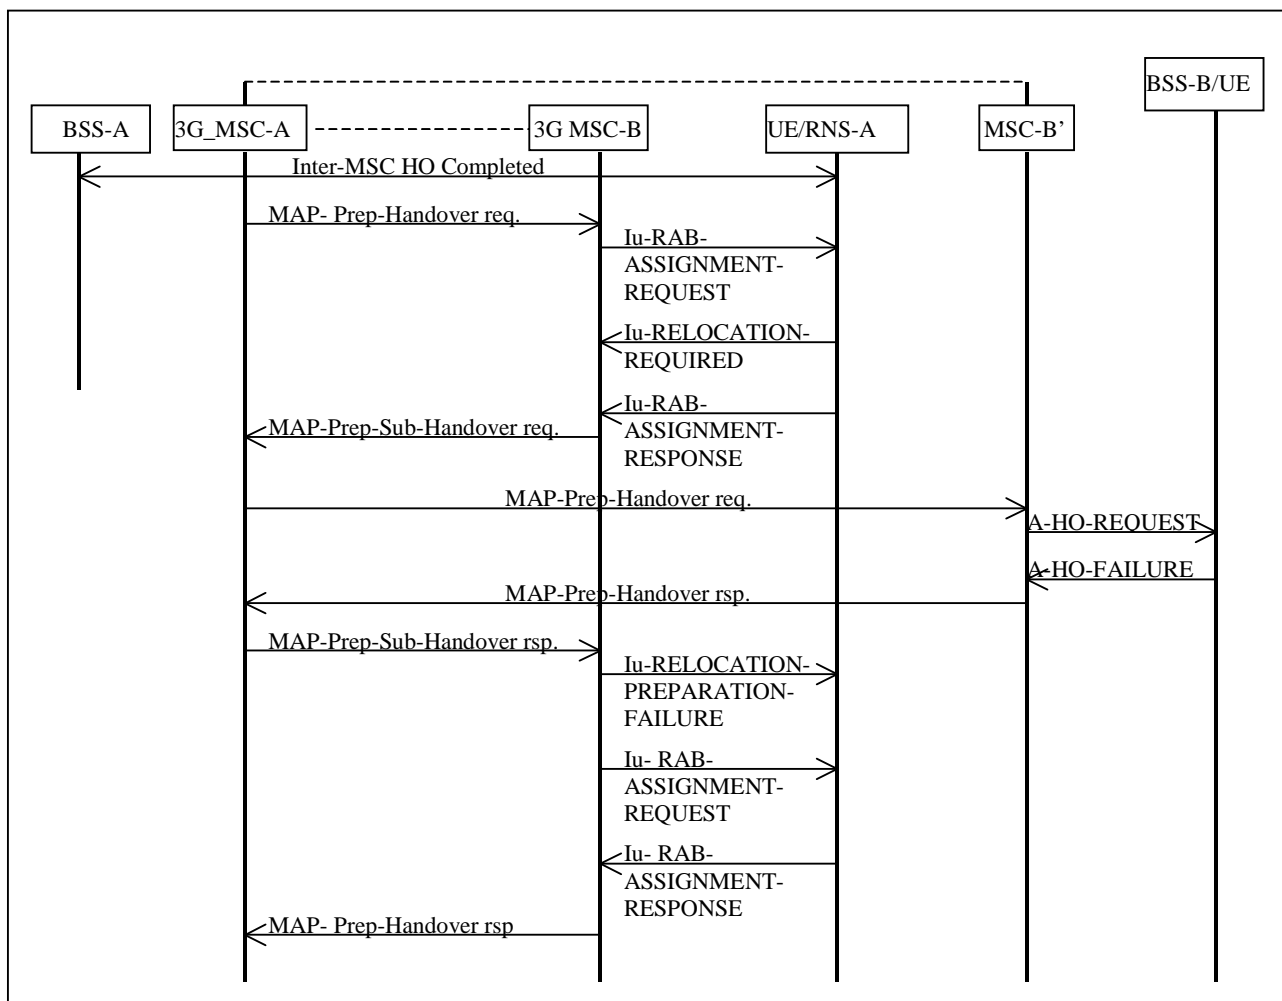 BSS-B/UE
BSS-A
3G_MSC-A
3G MSC-B
UE/RNS-A
MSC-B’
Inter-MSC HO Completed
MAP- Prep-Handover req.
Iu-RAB-
ASSIGNMENT-
REQUEST
Iu-RELOCATION-
REQUIRED
Iu-RAB-
ASSIGNMENT-
RESPONSE
MAP-Prep-Sub-Handover req.
MAP-Prep-Handover req.
A-HO-REQUEST
A-HO-FAILURE
MAP-Prep-Handover rsp.
MAP-Prep-Sub-Handover rsp.
Iu-RELOCATION-
PREPARATION-
FAILURE
Iu- RAB-
ASSIGNMENT-
REQUEST
Iu- RAB-
ASSIGNMENT-
RESPONSE
MAP- Prep-Handover rsp